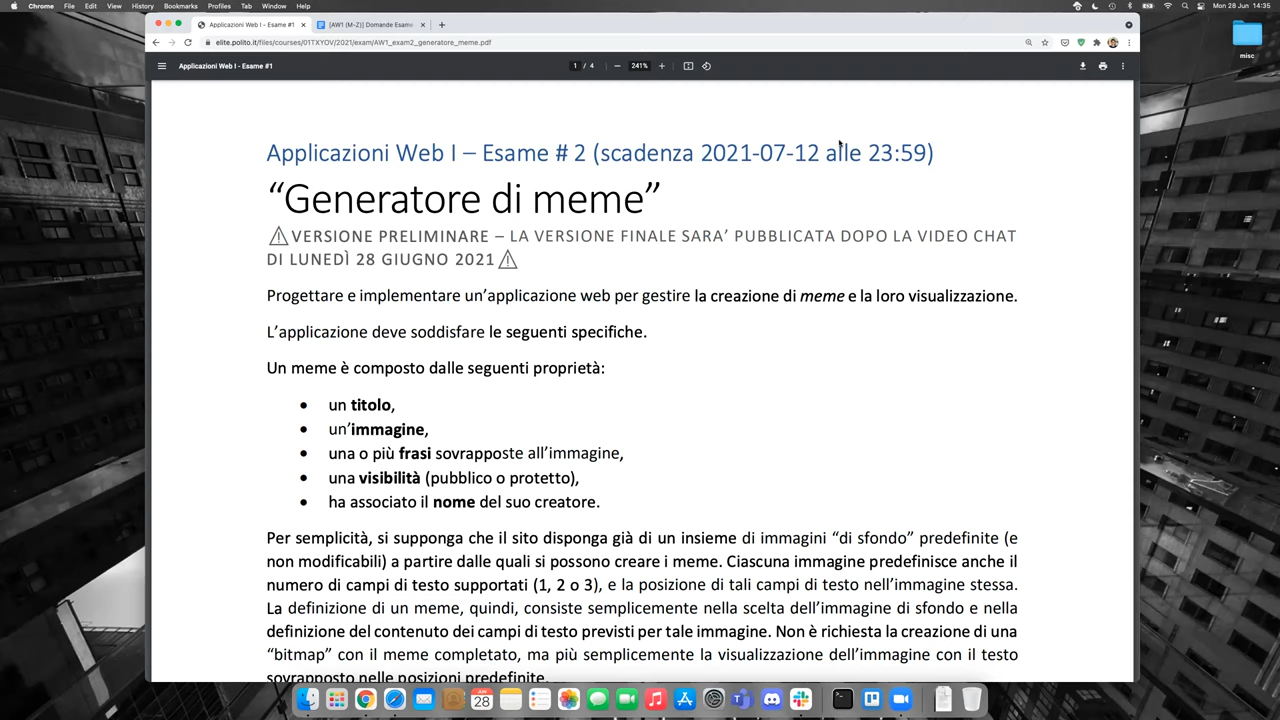 Chrome File Edit View History Bookmarks Profiles Tab Window Help Mon 28 Jun 14:35
Applicazioni Web I - Esame #1 [AW1 (M-Z)] Domande Esame
elite.polito.it/files/courses/01TXYOV/2021/exam/AW1_exam2_generatore_meme.pdf
Applicazioni Web I - Esame #1 1 / 4 241%
misc
Applicazioni Web I – Esame # 2 (scadenza 2021-07-12 alle 23:59)
“Generatore di meme”
VERSIONE PRELIMINARE – LA VERSIONE FINALE SARA’ PUBBLICATA DOPO LA VIDEO CHAT
DI LUNEDÌ 28 GIUGNO 2021
Progettare e implementare un’applicazione web per gestire la creazione di meme e la loro visualizzazione.
L’applicazione deve soddisfare le seguenti specifiche.
Un meme è composto dalle seguenti proprietà:
• un titolo,
• un’immagine,
• una o più frasi sovrapposte all’immagine,
• una visibilità (pubblico o protetto),
• ha associato il nome del suo creatore.
Per semplicità, si supponga che il sito disponga già di un insieme di immagini “di sfondo” predefinite (e
non modificabili) a partire dalle quali si possono creare i meme. Ciascuna immagine predefinisce anche il
numero di campi di testo supportati (1, 2 o 3), e la posizione di tali campi di testo nell’immagine stessa.
La definizione di un meme, quindi, consiste semplicemente nella scelta dell’immagine di sfondo e nella
definizione del contenuto dei campi di testo previsti per tale immagine. Non è richiesta la creazione di una
“bitmap” con il meme completato, ma più semplicemente la visualizzazione dell’immagine con il testo
sovrapposto nelle posizioni predefinite.
JUN
28